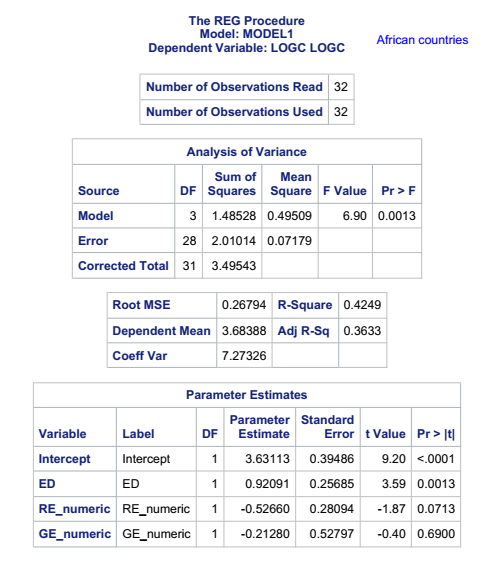 The REG Procedure
Model: MODEL1
Dependent Variable: LOGC LOGC
African countries
Number of Observations Read 32
Number of Observations Used 32
Analysis of Variance
Source DF Sum of Squares Mean Square F Value Pr > F
Model 3 1.48528 0.49509 6.90 0.0013
Error 28 2.01014 0.07179
Corrected Total 31 3.49543
Root MSE 0.26794 R-Square 0.4249
Dependent Mean 3.68388 Adj R-Sq 0.3633
Coeff Var 7.27326
Parameter Estimates
Variable Label DF Parameter Estimate Standard Error t Value Pr > |t|
Intercept Intercept 1 3.63113 0.39486 9.20 <.0001
ED ED 1 0.92091 0.25685 3.59 0.0013
RE_numeric RE_numeric 1 -0.52660 0.28094 -1.87 0.0713
GE_numeric GE_numeric 1 -0.21280 0.52797 -0.40 0.6900